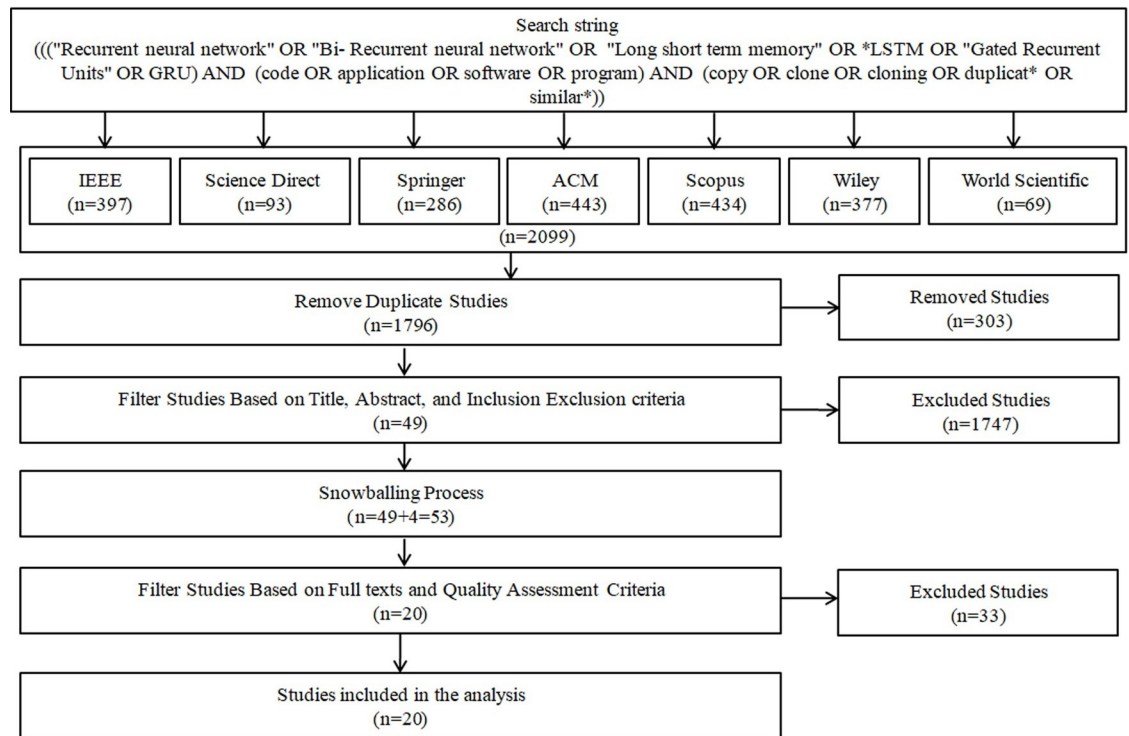 Search string
((("Recurrent neural network" OR "Bi- Recurrent neural network" OR "Long short term memory" OR *LSTM OR "Gated Recurrent
Units" OR GRU) AND (code OR application OR software OR program) AND (copy OR clone OR cloning OR duplicat* OR
similar*))
IEEE
(n=397)
Science Direct
(n=93)
Springer
(n=286)
ACM
(n=443)
Scopus
(n=434)
Wiley
(n=377)
World Scientific
(n=69)
(n=2099)
Remove Duplicate Studies
(n=1796)
Removed Studies
(n=303)
Filter Studies Based on Title, Abstract, and Inclusion Exclusion criteria
(n=49)
Excluded Studies
(n=1747)
Snowballing Process
(n=49+4=53)
Filter Studies Based on Full texts and Quality Assessment Criteria
(n=20)
Excluded Studies
(n=33)
Studies included in the analysis
(n=20)